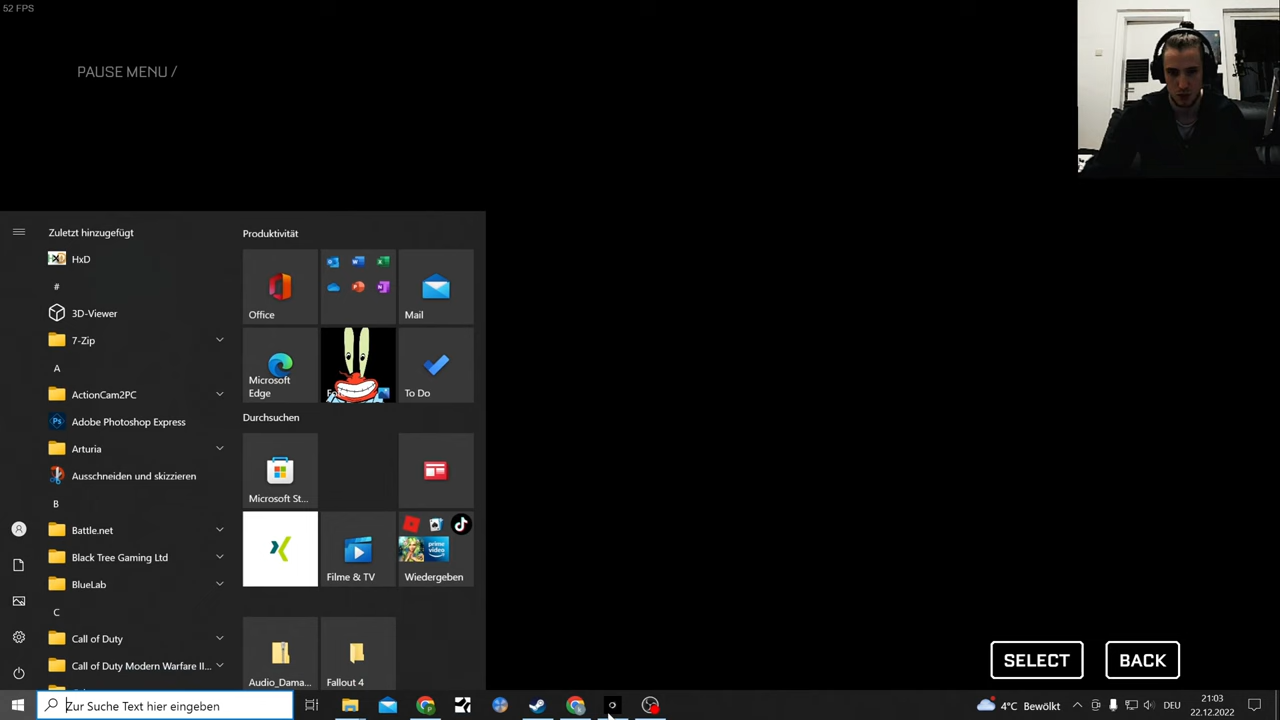 52 FPS
PAUSE MENU /
Zuletzt hinzugefügt
HxD
#
3D-Viewer
7-Zip
A
ActionCam2PC
Adobe Photoshop Express
Arturia
Ausschneiden und skizzieren
B
Battle.net
Black Tree Gaming Ltd
BlueLab
C
Call of Duty
Call of Duty Modern Warfare II...
Produktivität
Office
Mail
Microsoft Edge
To Do
Durchsuchen
Microsoft St...
prime video
Filme & TV
Wiedergeben
Audio_Dama...
Fallout 4
SELECT
BACK
Zur Suche Text hier eingeben
4°C Bewölkt
DEU
21:03
22.12.2022